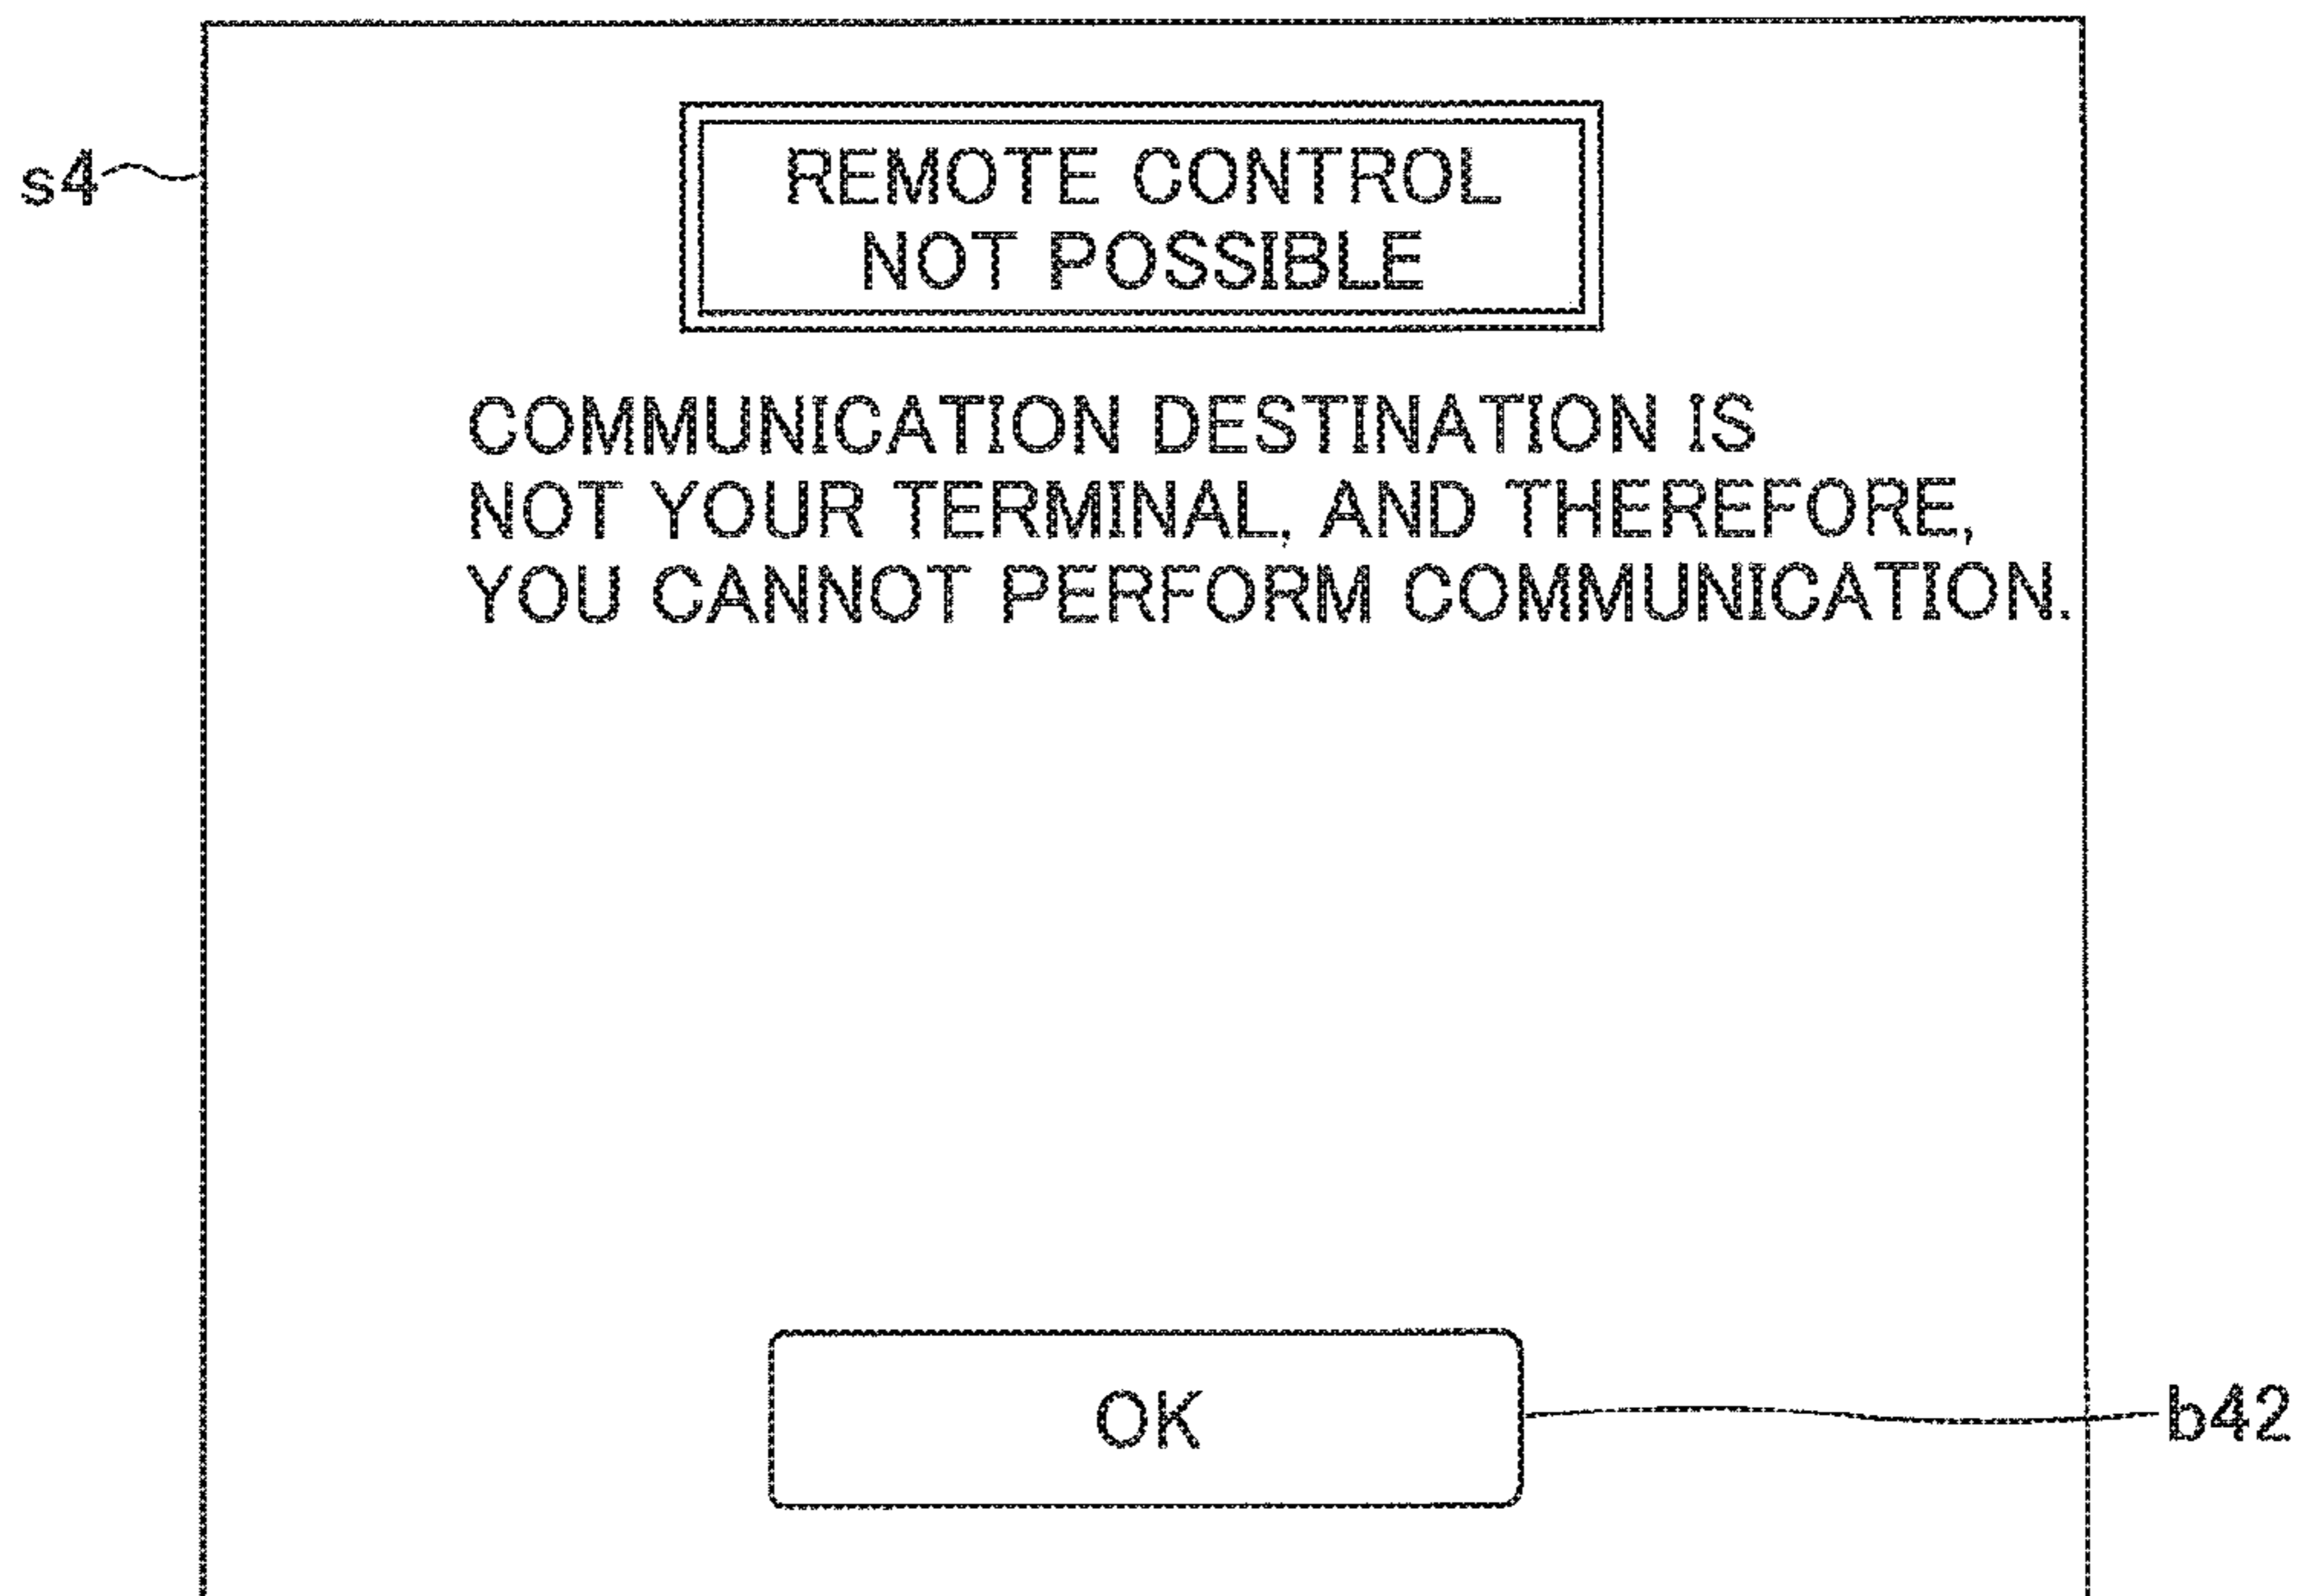 s4
REMOTE CONTROL
NOT POSSIBLE
COMMUNICATION DESTINATION IS
NOT YOUR TERMINAL, AND THEREFORE,
YOU CANNOT PERFORM COMMUNICATION.
OK
b42